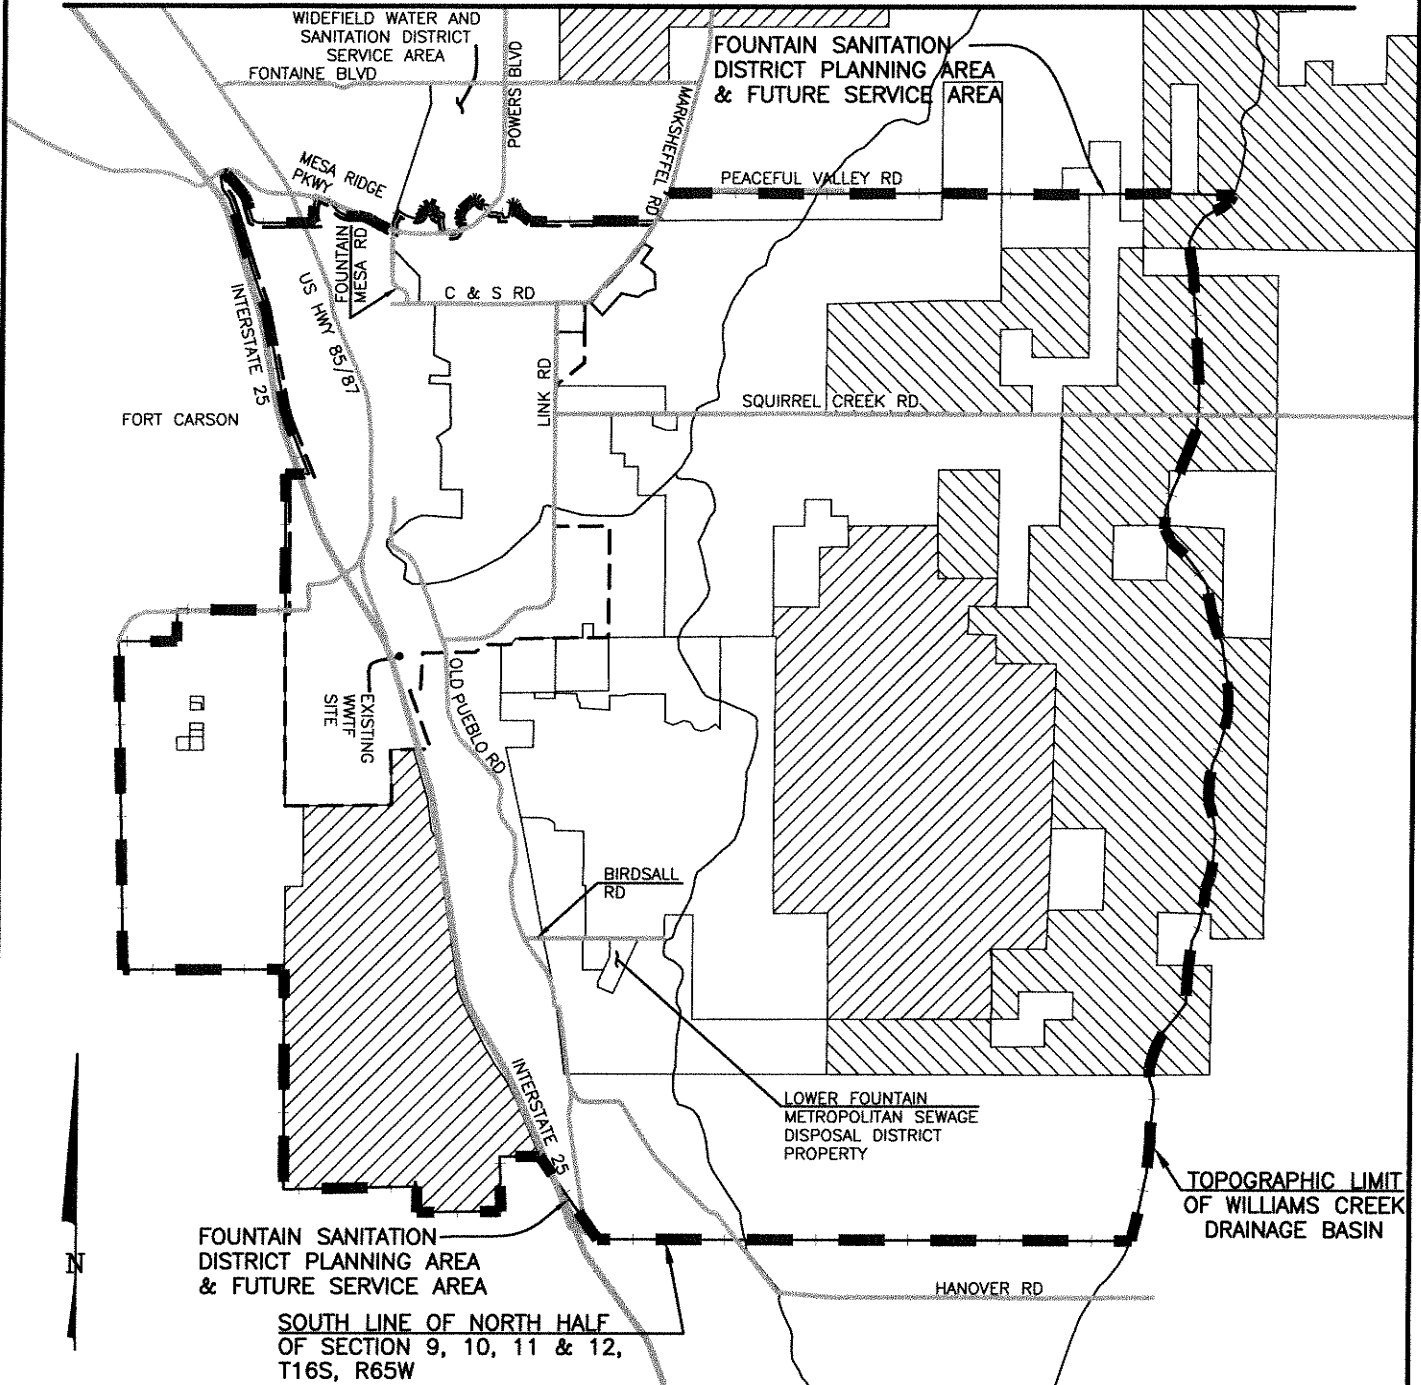 WIDEFIELD WATER AND
SANITATION DISTRICT
SERVICE AREA
FONTAINE BLVD
POWERS BLVD
MARKSHEFFEL RD
FOUNTAIN SANITATION
DISTRICT PLANNING AREA
& FUTURE SERVICE AREA
MESA RIDGE
PKWY
PEACEFUL VALLEY RD
FOUNTAIN
MESA RD
US HWY 85/87
INTERSTATE 25
C & S RD
LINK RD
SQUIRREL CREEK RD
FORT CARSON
EXISTING
WWTF
SITE
OLD PUEBLO RD
BIRDSALL
RD
INTERSTATE 25
LOWER FOUNTAIN
METROPOLITAN SEWAGE
DISPOSAL DISTRICT
PROPERTY
TOPOGRAPHIC LIMIT
OF WILLIAMS CREEK
DRAINAGE BASIN
N
FOUNTAIN SANITATION
DISTRICT PLANNING AREA
& FUTURE SERVICE AREA
HANOVER RD
SOUTH LINE OF NORTH HALF
OF SECTION 9, 10, 11 & 12,
T16S, R65W